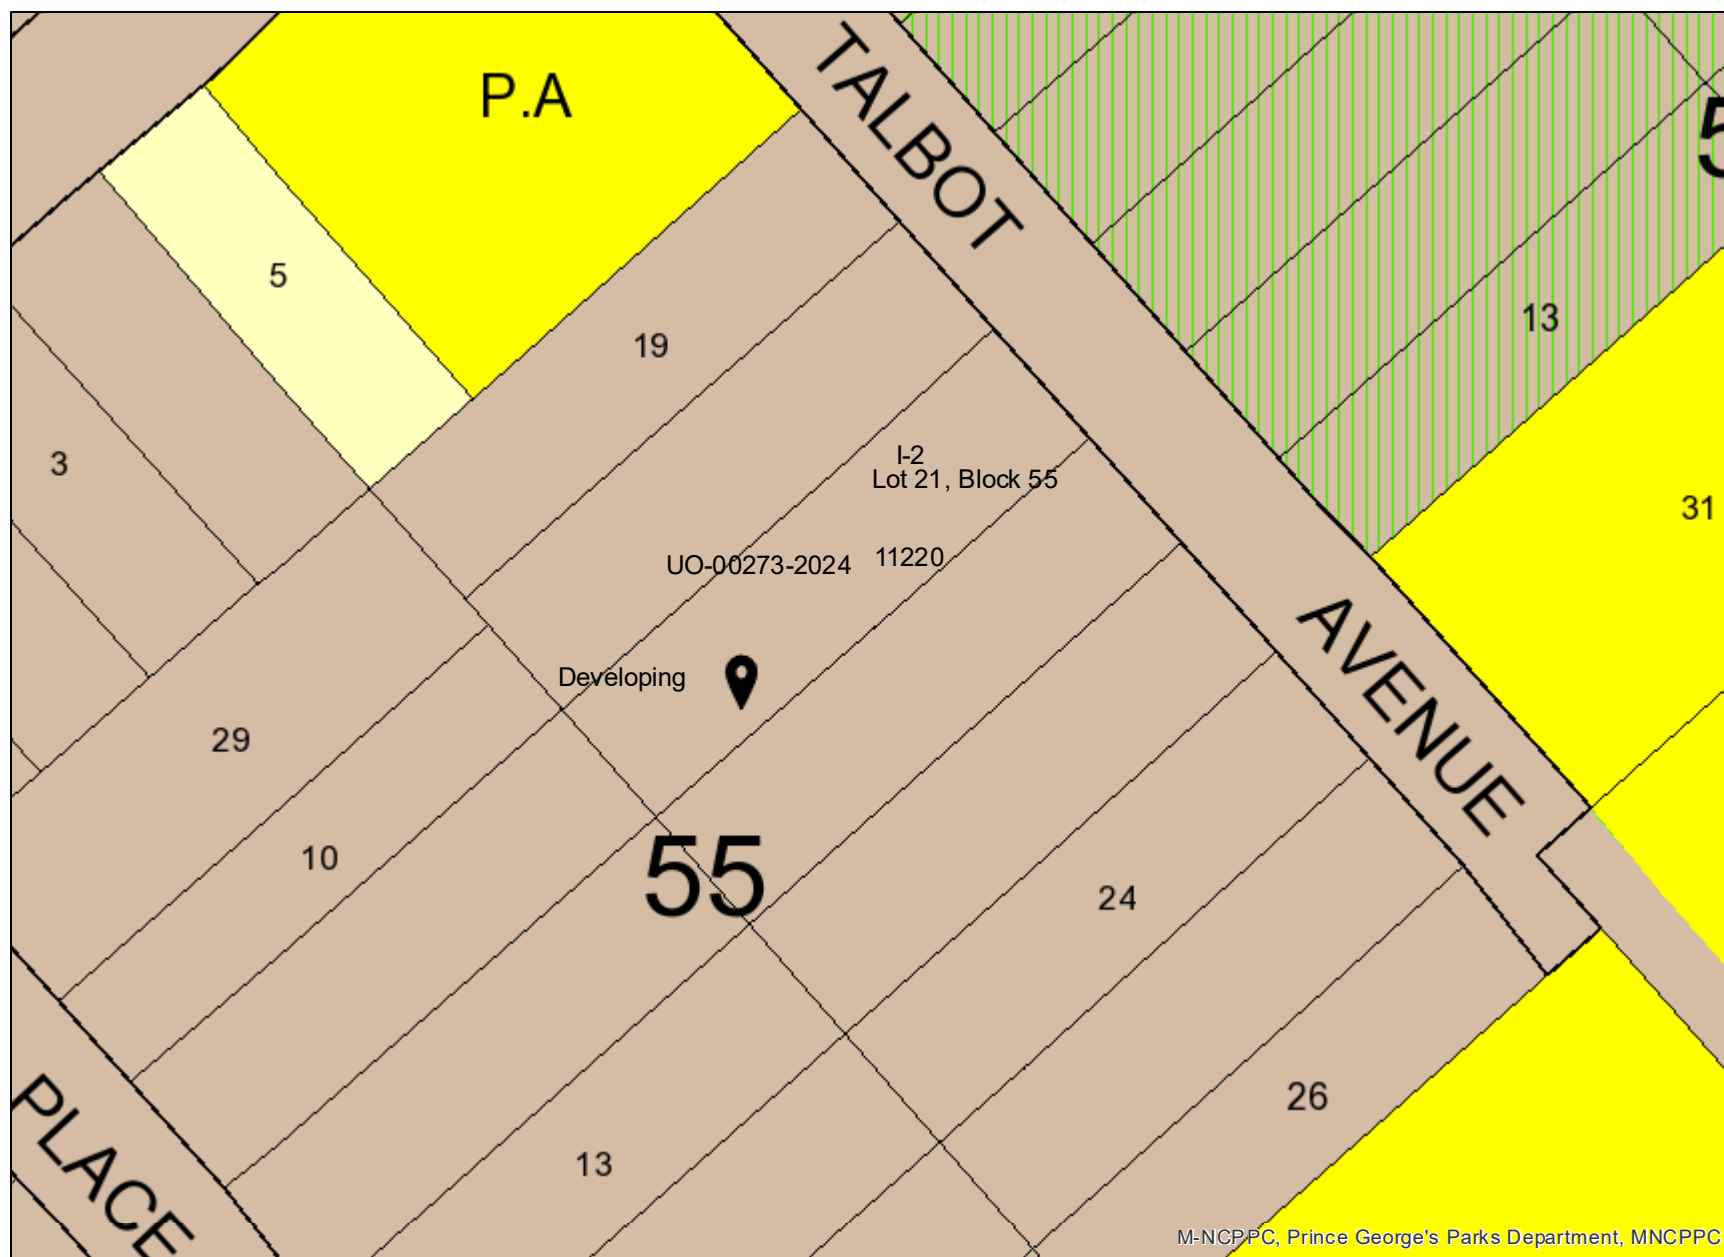 P.A
TALBOT
5
5
13
19
3
I-2
Lot 21, Block 55
31
UO-00273-2024
11220
Developing
AVENUE
29
10
55
24
26
PLACE
13
M-NCPPC, Prince George's Parks Department, MNCPPC